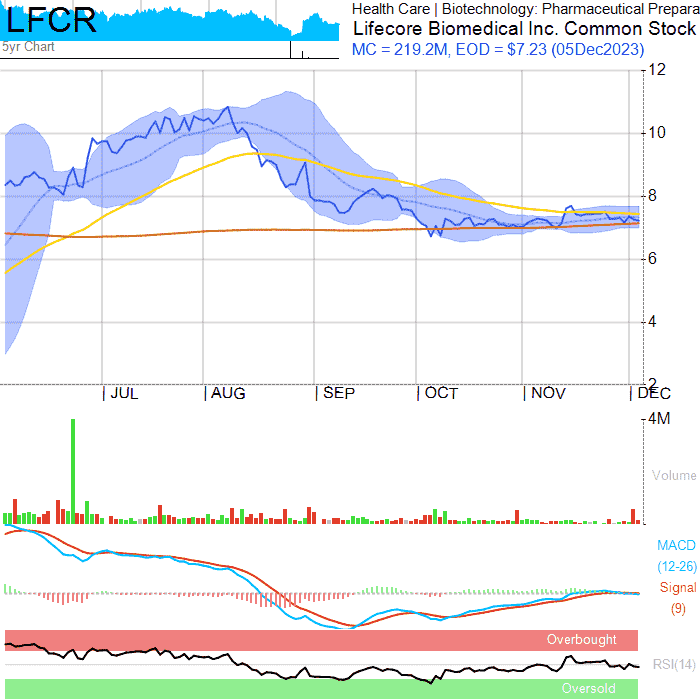 LFCR
Health Care | Biotechnology: Pharmaceutical Prepara
Lifecore Biomedical Inc. Common Stock
5yr Chart
MC = 219.2M, EOD = $7.23 (05Dec2023)
12
10
8
6
4
2
| JUL | AUG | SEP | OCT | NOV | DEC
4M
Volume
MACD
(12-26)
Signal
(9)
Overbought
RSI(14)
Oversold